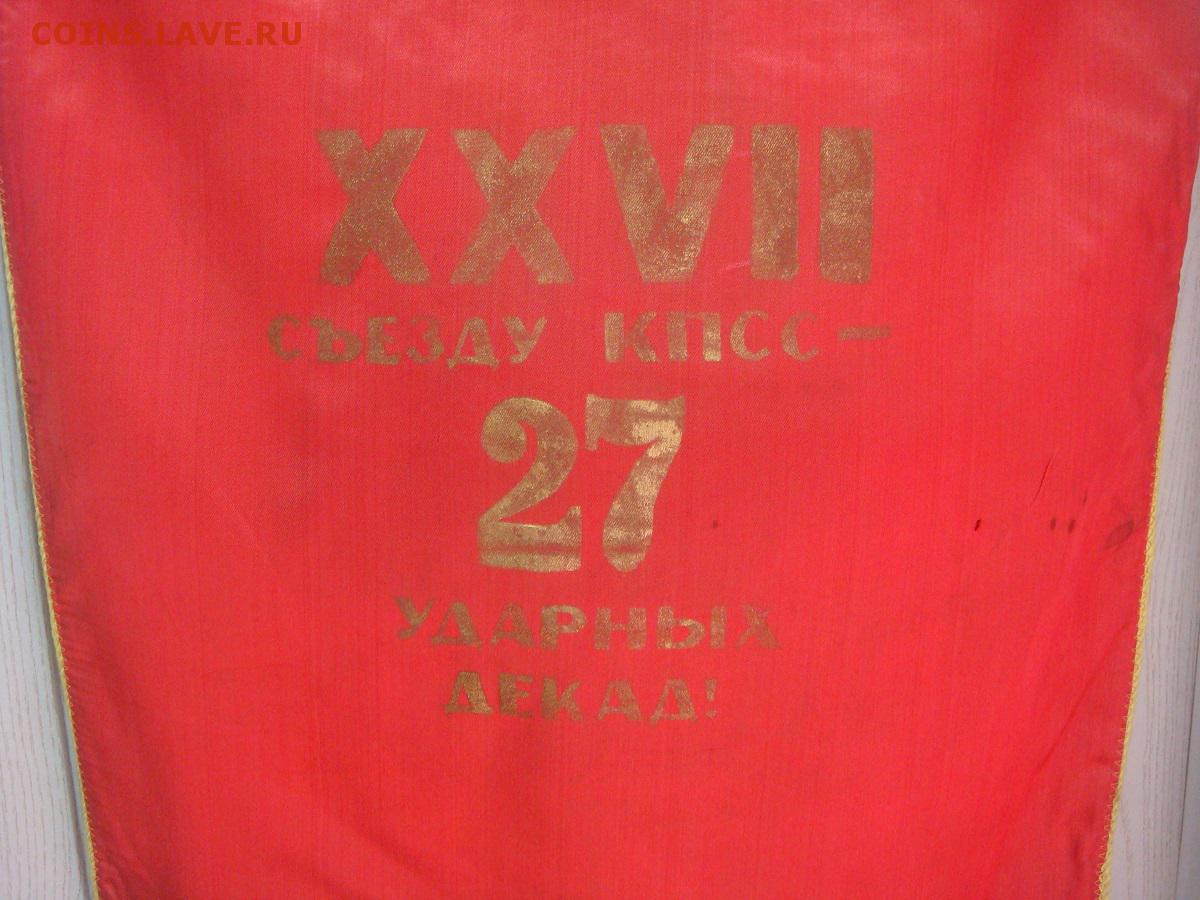 COINS.LAVE.RU
XXVII
СЪЕЗДУ КПСС –
27
УДАРНЫХ
ДЕКАД!